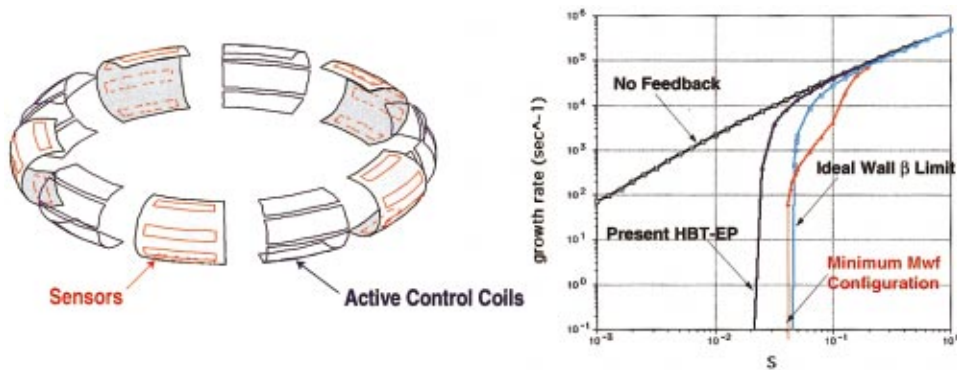 Sensors
Active Control Coils
growth rate (sec^-1)
10^6
10^5
10^4
10^3
10^2
10^1
10^0
10^-1
No Feedback
Ideal Wall β Limit
Present HBT-EP
Minimum Mwf
Configuration
10^-3
10^-2
10^-1
10^0
S